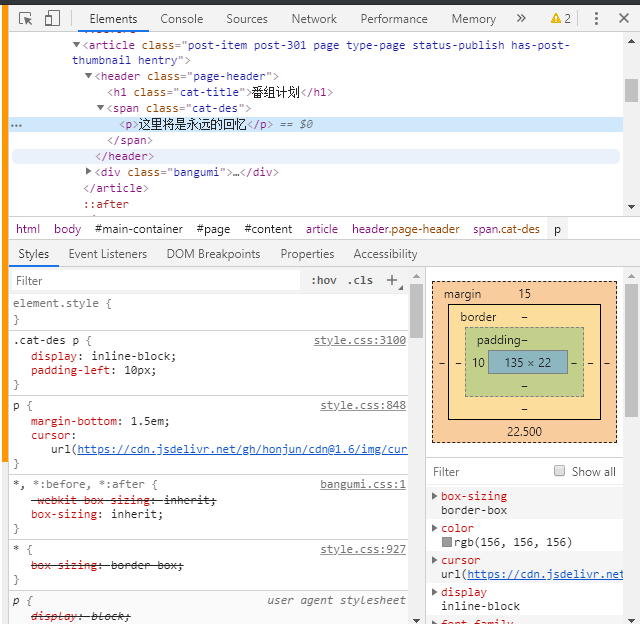 Elements Console Sources Network Performance Memory » 2
<article class="post-item post-301 page type-page status-publish has-post-
thumbnail hentry">
<header class="page-header">
<h1 class="cat-title">番组计划</h1>
<span class="cat-des">
<p>这里将是永远的回忆</p> == $0
</span>
</header>
<div class="bangumi">…</div>
</article>
::after
html body #main-container #page #content article header.page-header span.cat-des p
Styles Event Listeners DOM Breakpoints Properties Accessibility
Filter :hov .cls +
element.style {
}
.cat-des p { style.css:3100
display: inline-block;
padding-left: 10px;
}
p { style.css:848
margin-bottom: 1.5em;
cursor:
url(https://cdn.jsdelivr.net/gh/honjun/cdn@1.6/img/cur
}
*, *:before, *:after { bangumi.css:1
-webkit-box-sizing: inherit;
box-sizing: inherit;
}
* { style.css:927
box-sizing: border-box;
}
p { user agent stylesheet
display: block;
margin 15
border –
padding –
– – 10 135 × 22 – – –
–
–
22.500
Filter Show all
box-sizing
border-box
color
rgb(156, 156, 156)
cursor
url(https://cdn.jsdelivr.net
display
inline-block
font-family